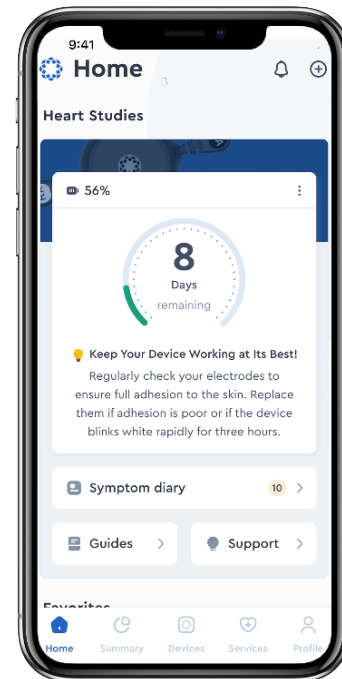 9:41
Home
Heart Studies
56%
8
Days
remaining
Keep Your Device Working at Its Best!
Regularly check your electrodes to
ensure full adhesion to the skin. Replace
them if adhesion is poor or if the device
blinks white rapidly for three hours.
Symptom diary 10
Guides
Support
Favorites
Home Summary Devices Services Profile